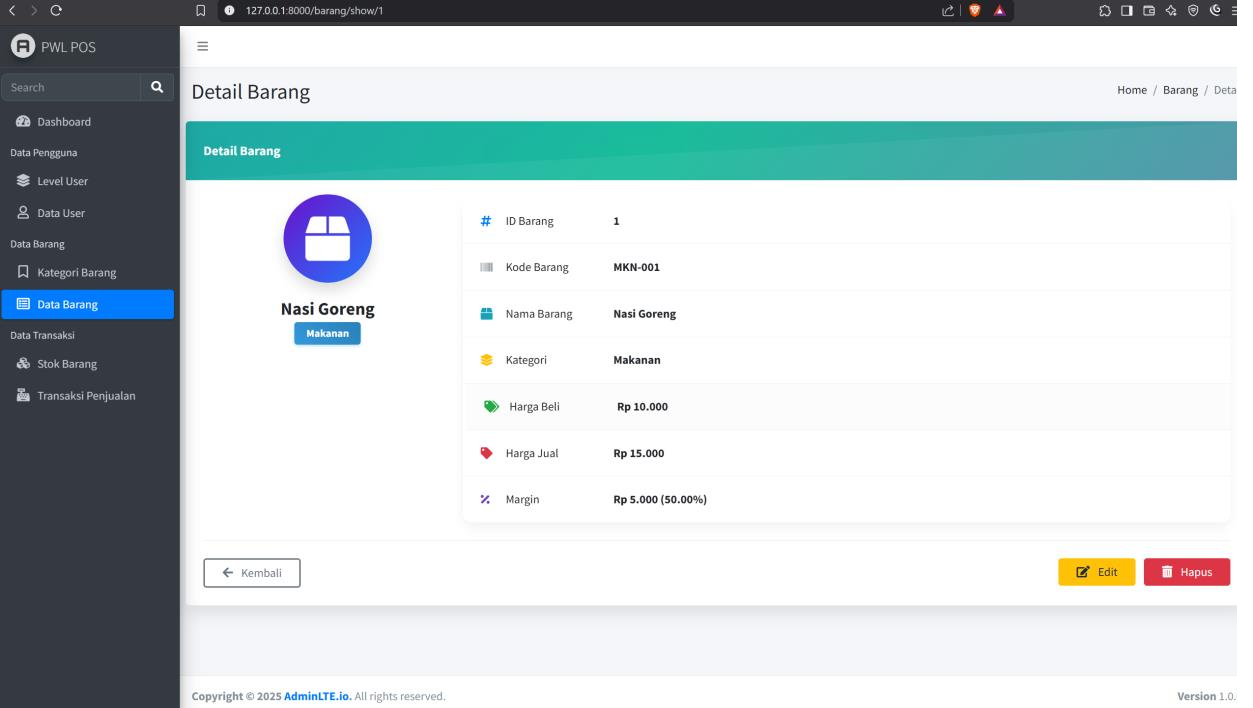 127.0.0.1:8000/barang/show/1
PWL POS
Search
Dashboard
Data Pengguna
Level User
Data User
Data Barang
Kategori Barang
Data Barang
Data Transaksi
Stok Barang
Transaksi Penjualan
Detail Barang
Home / Barang / Deta
Detail Barang
Nasi Goreng
Makanan
# ID Barang 1
Kode Barang MKN-001
Nama Barang Nasi Goreng
Kategori Makanan
Harga Beli Rp 10.000
Harga Jual Rp 15.000
Margin Rp 5.000 (50.00%)
Kembali
Edit
Hapus
Copyright © 2025 AdminLTE.io. All rights reserved.
Version 1.0.